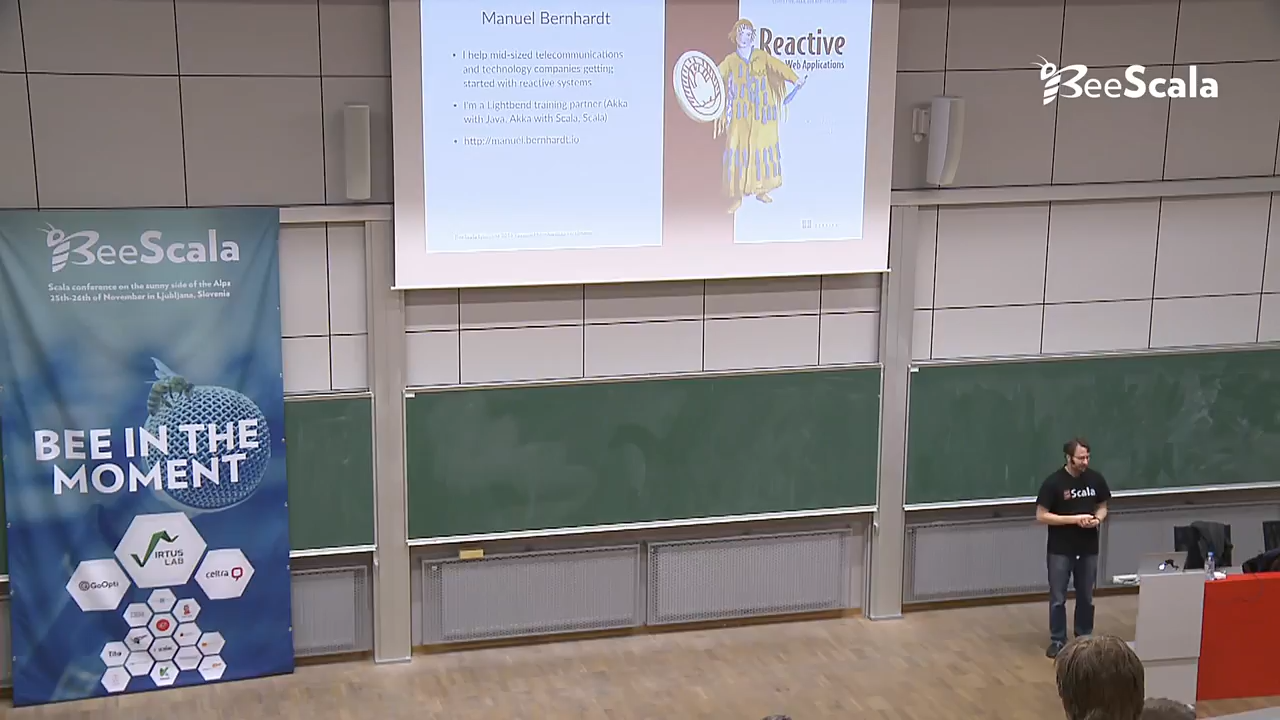 Manuel Bernhardt
• I help mid-sized telecommunications
and technology companies getting
started with reactive systems
• I'm a Lightbend training partner (Akka
with Java, Akka with Scala, Scala)
• http://manuel.bernhardt.io
Reactive
Web Applications
BeeScala
BeeScala
Scala conference on the sunny side of the Alps
25th-26th of November in Ljubljana, Slovenia
BEE IN THE
MOMENT
VIRTUS
LAB
@GoOpti
celtra
Scala